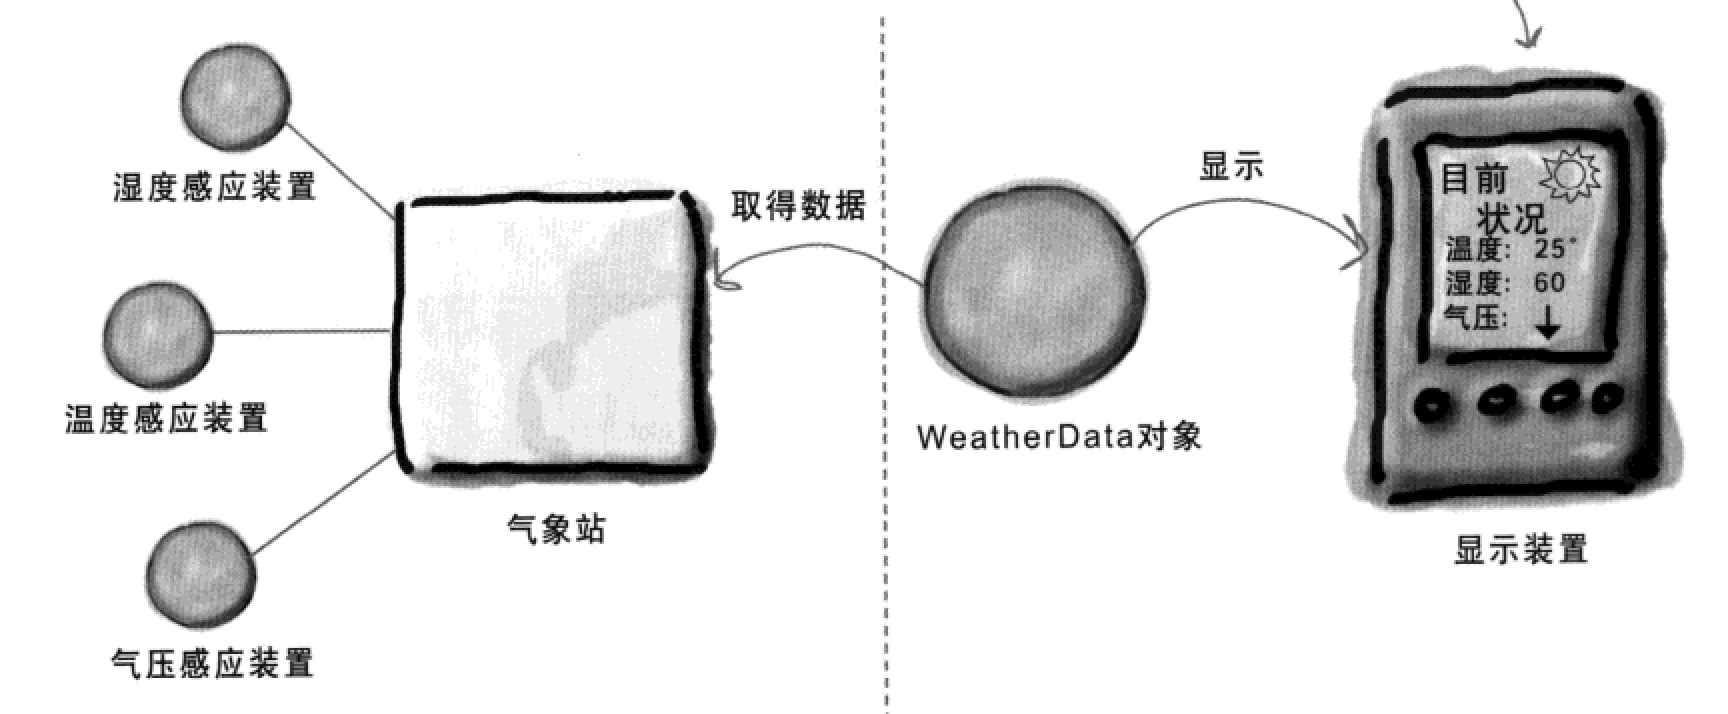 湿度感应装置
温度感应装置
气压感应装置
气象站
取得数据
WeatherData对象
显示
目前
状况
温度: 25°
湿度: 60
气压: ↓
显示装置